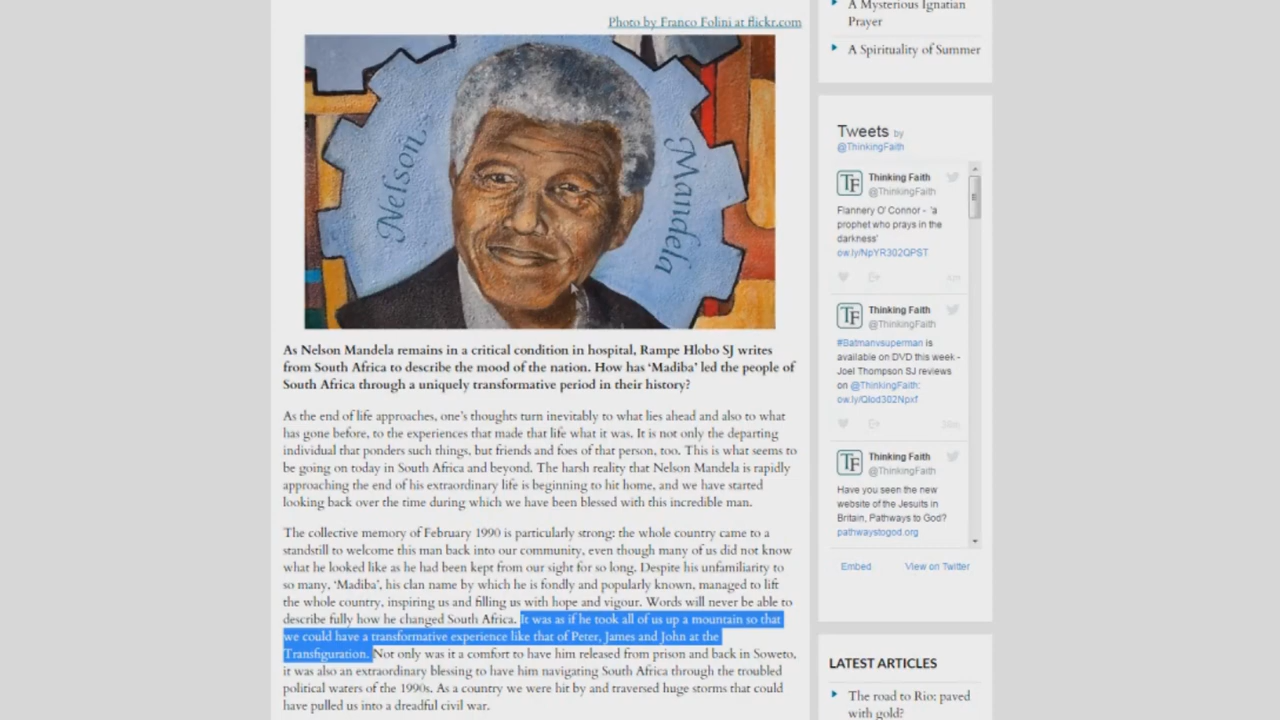 Photo by Franco Folini at flickr.com
Nelson
Mandela
As Nelson Mandela remains in a critical condition in hospital, Rampe Hlobo SJ writes
from South Africa to describe the mood of the nation. How has ‘Madiba’ led the people of
South Africa through a uniquely transformative period in their history?
As the end of life approaches, one’s thoughts turn inevitably to what lies ahead and also to what
has gone before, to the experiences that made that life what it was. It is not only the departing
individual that ponders such things, but friends and foes of that person, too. This is what seems to
be going on today in South Africa and beyond. The harsh reality that Nelson Mandela is rapidly
approaching the end of his extraordinary life is beginning to hit home, and we have started
looking back over the time during which we have been blessed with this incredible man.
The collective memory of February 1990 is particularly strong: the whole country came to a
standstill to welcome this man back into our community, even though many of us did not know
what he looked like as he had been kept from our sight for so long. Despite his unfamiliarity to
so many, ‘Madiba’, his clan name by which he is fondly and popularly known, managed to lift
the whole country, inspiring us and filling us with hope and vigour. Words will never be able to
describe fully how he changed South Africa. It was as if he took all of us up a mountain so that
we could have a transformative experience like that of Peter, James and John at the
Transfiguration. Not only was it a comfort to have him released from prison and back in Soweto,
it was also an extraordinary blessing to have him navigating South Africa through the troubled
political waters of the 1990s. As a country we were hit by and traversed huge storms that could
have pulled us into a dreadful civil war.
A Mysterious Ignatian
Prayer
A Spirituality of Summer
Tweets by
@ThinkingFaith
TF
Thinking Faith
@ThinkingFaith
Flannery O' Connor - 'a
prophet who prays in the
darkness'
ow.ly/NpYR302QPST
TF
Thinking Faith
@ThinkingFaith
#Batmanvsuperman is
available on DVD this week -
Joel Thompson SJ reviews
on @ThinkingFaith:
ow.ly/Qlod302Npxf
TF
Thinking Faith
@ThinkingFaith
Have you seen the new
website of the Jesuits in
Britain, Pathways to God?
pathwaystogod.org
Embed
View on Twitter
LATEST ARTICLES
The road to Rio: paved
with gold?